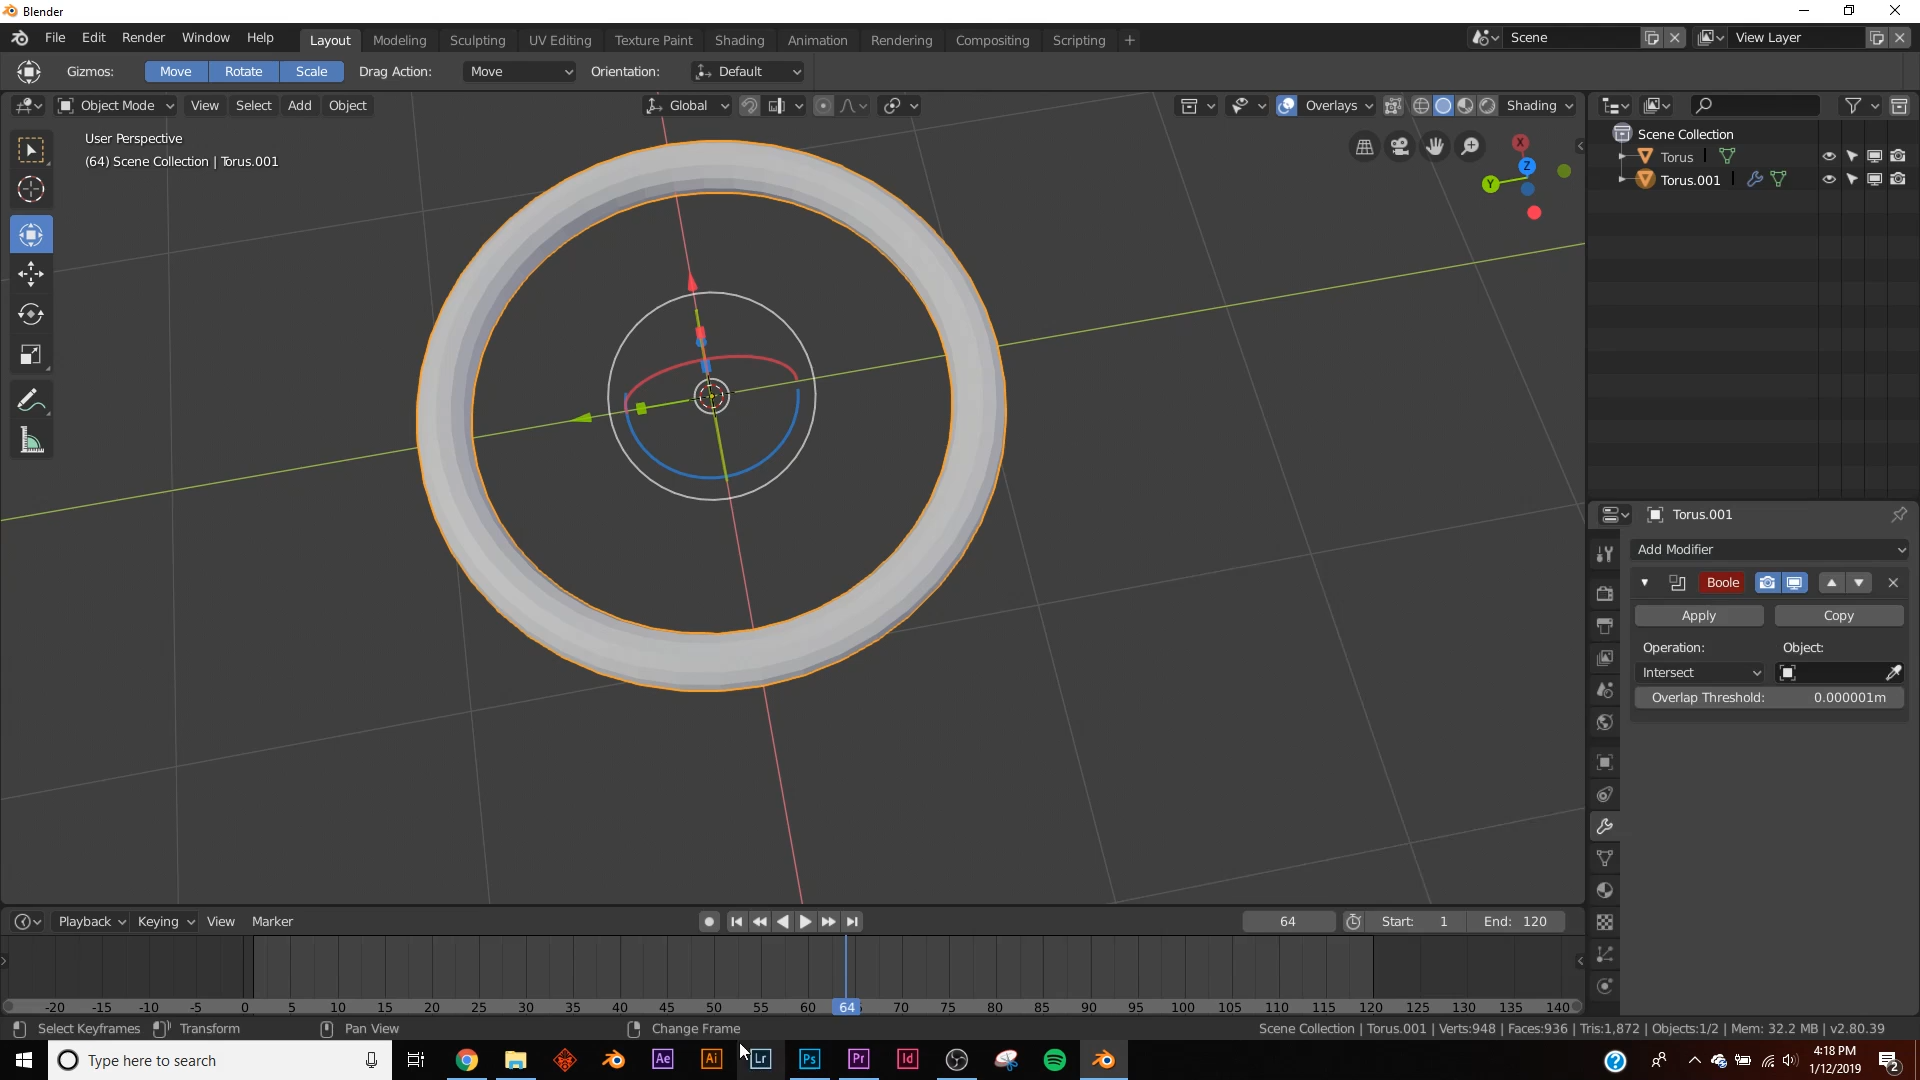 Blender
File Edit Render Window Help Layout Modeling Sculpting UV Editing Texture Paint Shading Animation Rendering Compositing Scripting + Scene View Layer
Gizmos: Move Rotate Scale Drag Action: Move Orientation: Default
Object Mode View Select Add Object Global Overlays Shading
User Perspective
(64) Scene Collection | Torus.001
X
Z
Y
Scene Collection
Torus
Torus.001
Torus.001
Add Modifier
Boole
Apply Copy
Operation: Object:
Intersect
Overlap Threshold: 0.000001m
Playback Keying View Marker 64 Start: 1 End: 120
-20 -15 -10 -5 0 5 10 15 20 25 30 35 40 45 50 55 60 64 70 75 80 85 90 95 100 105 110 115 120 125 130 135 140
Select Keyframes Transform Pan View Change Frame Scene Collection | Torus.001 | Verts:948 | Faces:936 | Tris:1,872 | Objects:1/2 | Mem: 32.2 MB | v2.80.39
Type here to search Ae Ai Lr Ps Pr Id ? 4:18 PM
1/12/2019 2